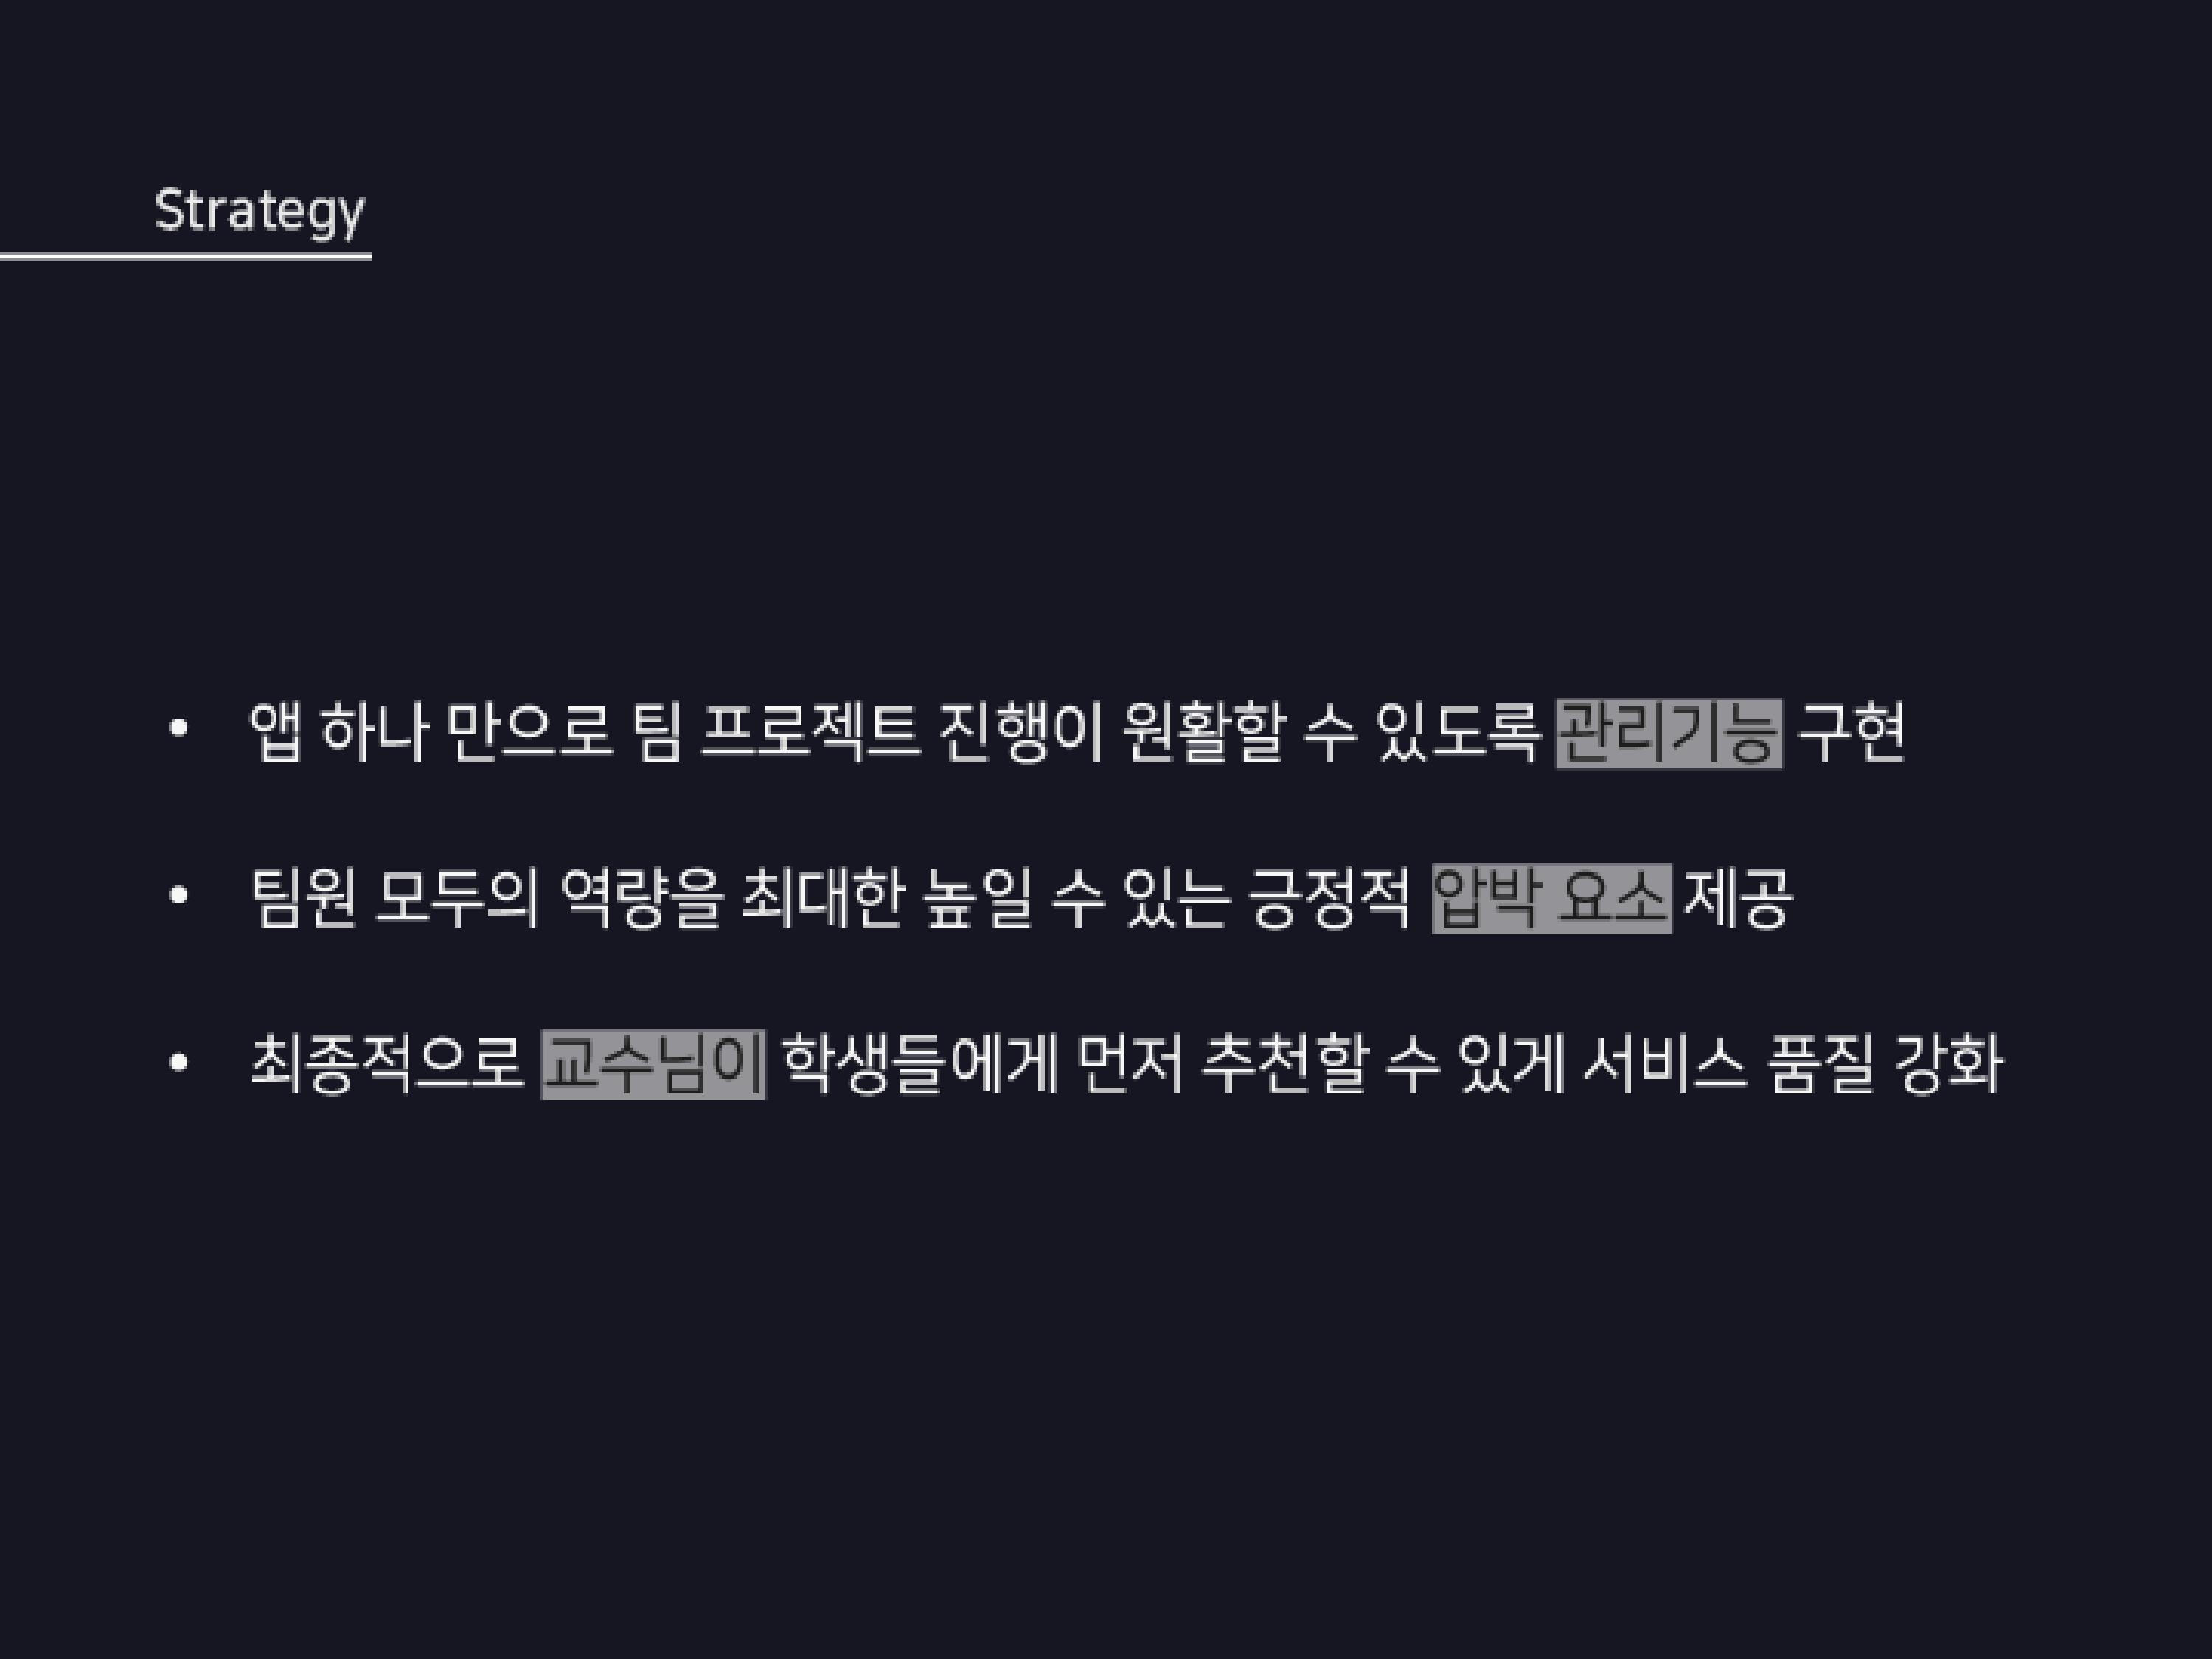 Strategy
• 앱 하나 만으로 팀 프로젝트 진행이 원활할 수 있도록 관리기능 구현
• 팀원 모두의 역량을 최대한 높일 수 있는 긍정적 압박 요소 제공
• 최종적으로 교수님이 학생들에게 먼저 추천할 수 있게 서비스 품질 강화